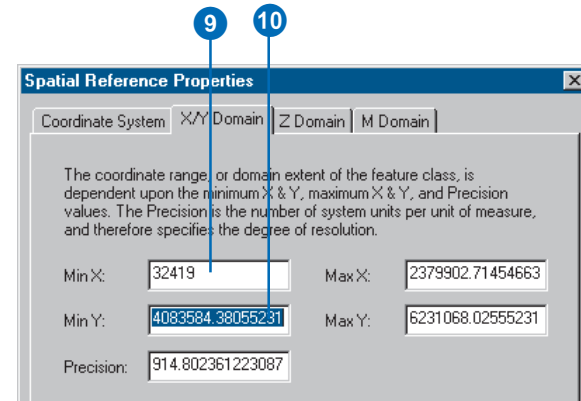 9 10
Spatial Reference Properties
Coordinate System X/Y Domain Z Domain M Domain
The coordinate range, or domain extent of the feature class, is
dependent upon the minimum X & Y, maximum X & Y, and Precision
values. The Precision is the number of system units per unit of measure,
and therefore specifies the degree of resolution.
Min X: 32419 Max X: 2379902.71454663
Min Y: 4083584.38055231 Max Y: 6231068.02555231
Precision: 914.802361223087